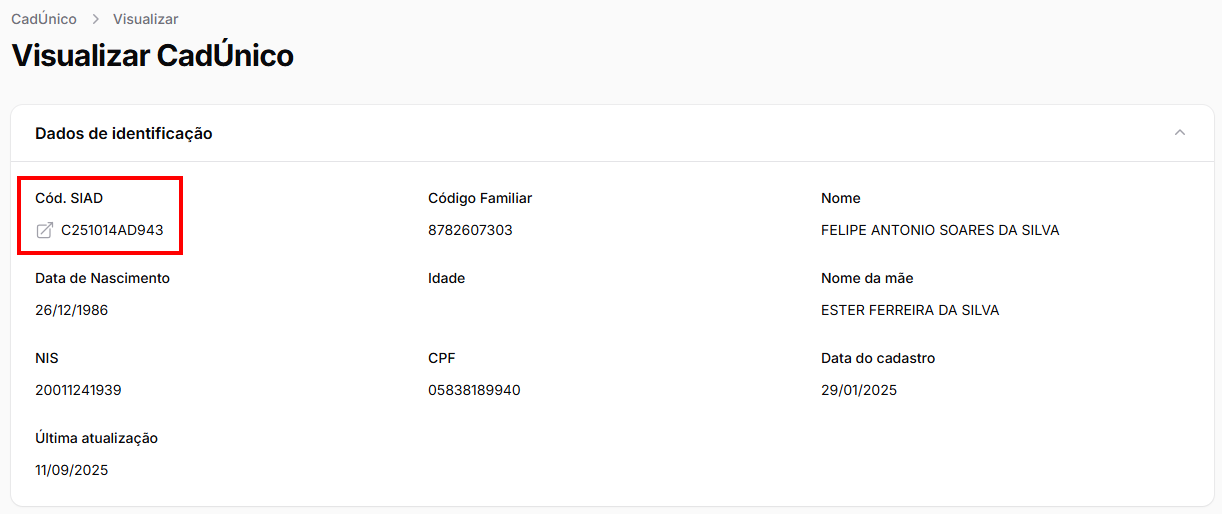 CadÚnico > Visualizar
Visualizar CadÚnico
Dados de identificação
Cód. SIAD
C251014AD943
Código Familiar
8782607303
Nome
FELIPE ANTONIO SOARES DA SILVA
Data de Nascimento
26/12/1986
Idade
Nome da mãe
ESTER FERREIRA DA SILVA
NIS
20011241939
CPF
05838189940
Data do cadastro
29/01/2025
Última atualização
11/09/2025